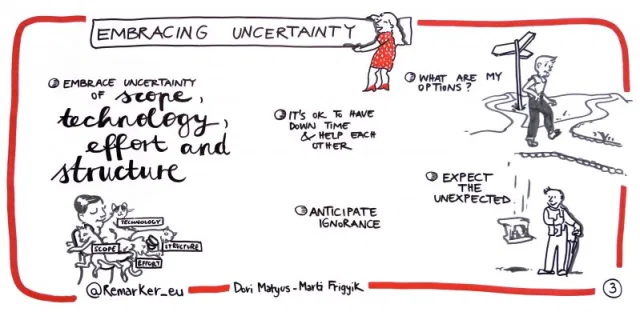 EMBRACING UNCERTAINTY
EMBRACE UNCERTAINTY
OF scope,
technology,
effort and
structure
TECHNOLOGY
SCOPE
STRUCTURE
EFFORT
IT'S OK TO HAVE
DOWN TIME
& HELP EACH
OTHER
ANTICIPATE
IGNORANCE
WHAT ARE MY
OPTIONS?
EXPECT
THE
UNEXPECTED
@Remarker_eu
Dori Matyus - Marti Frigyik
3